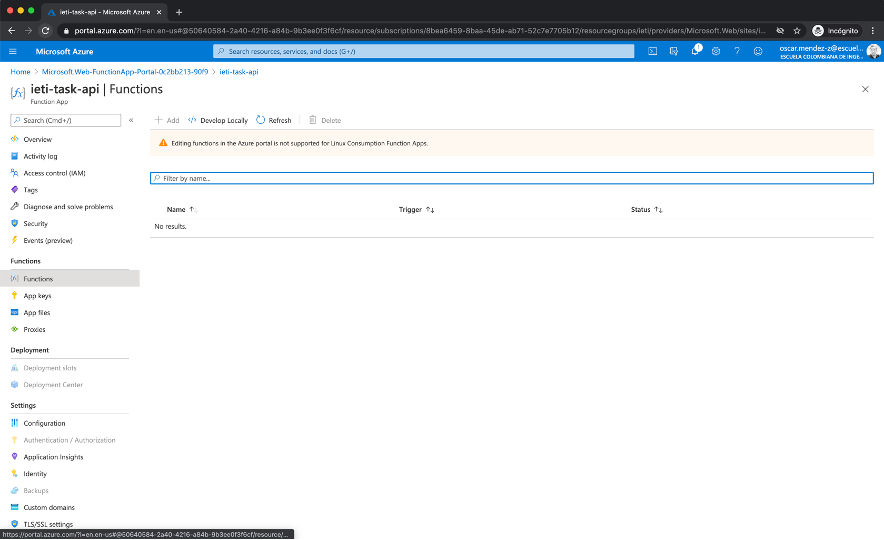 ieti-task-api - Microsoft Azure
portal.azure.com/?l=en.en-us#@50640584-2a40-4216-a84b-9b3ee0f3f6cf/resource/subscriptions/8bea6459-8baa-45de-ab71-52c7e7705b12/resourcegroups/ieti/providers/Microsoft.Web/sites/i...
Incógnito
Microsoft Azure
Search resources, services, and docs (G+/)
1
oscar.mendez-z@escuel...
ESCUELA COLOMBIANA DE INGE...
Home > Microsoft.Web-FunctionApp-Portal-0c2bb213-90f9 > ieti-task-api
ieti-task-api | Functions
Function App
Search (Cmd+/)
Add
Develop Locally
Refresh
Delete
Editing functions in the Azure portal is not supported for Linux Consumption Function Apps.
Filter by name...
Name
Trigger
Status
No results.
Overview
Activity log
Access control (IAM)
Tags
Diagnose and solve problems
Security
Events (preview)
Functions
Functions
App keys
App files
Proxies
Deployment
Deployment slots
Deployment Center
Settings
Configuration
Authentication / Authorization
Application Insights
Identity
Backups
Custom domains
TLS/SSL settings
https://portal.azure.com/?l=en.en-us#@50640584-2a40-4216-a84b-9b3ee0f3f6cf/resource/...